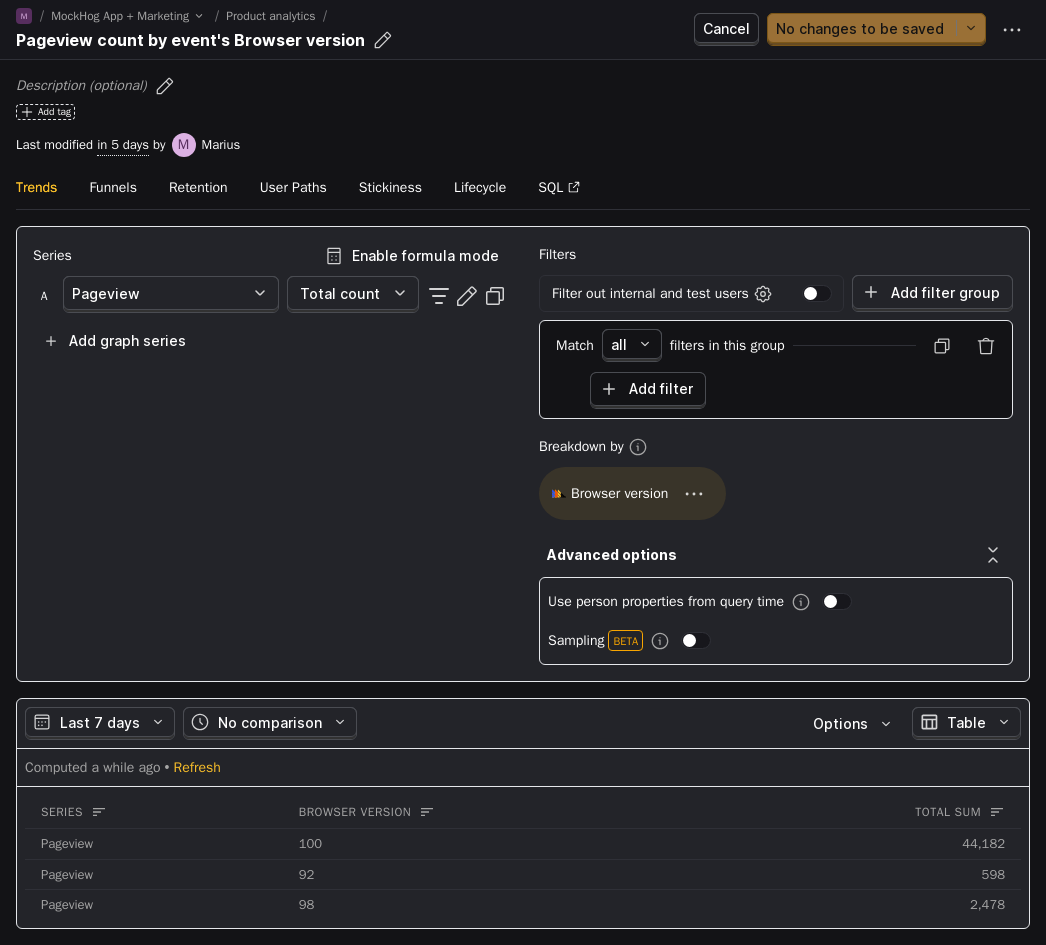 M / MockHog App + Marketing / Product analytics /
Pageview count by event's Browser version
Cancel
No changes to be saved
Description (optional)
Add tag
Last modified in 5 days by M Marius
Trends Funnels Retention User Paths Stickiness Lifecycle SQL
Series
Enable formula mode
A Pageview Total count
Add graph series
Filters
Filter out internal and test users
Add filter group
Match all filters in this group
Add filter
Breakdown by
Browser version
Advanced options
Use person properties from query time
Sampling BETA
Last 7 days No comparison Options Table
Computed a while ago • Refresh
SERIES BROWSER VERSION TOTAL SUM
Pageview 100 44,182
Pageview 92 598
Pageview 98 2,478